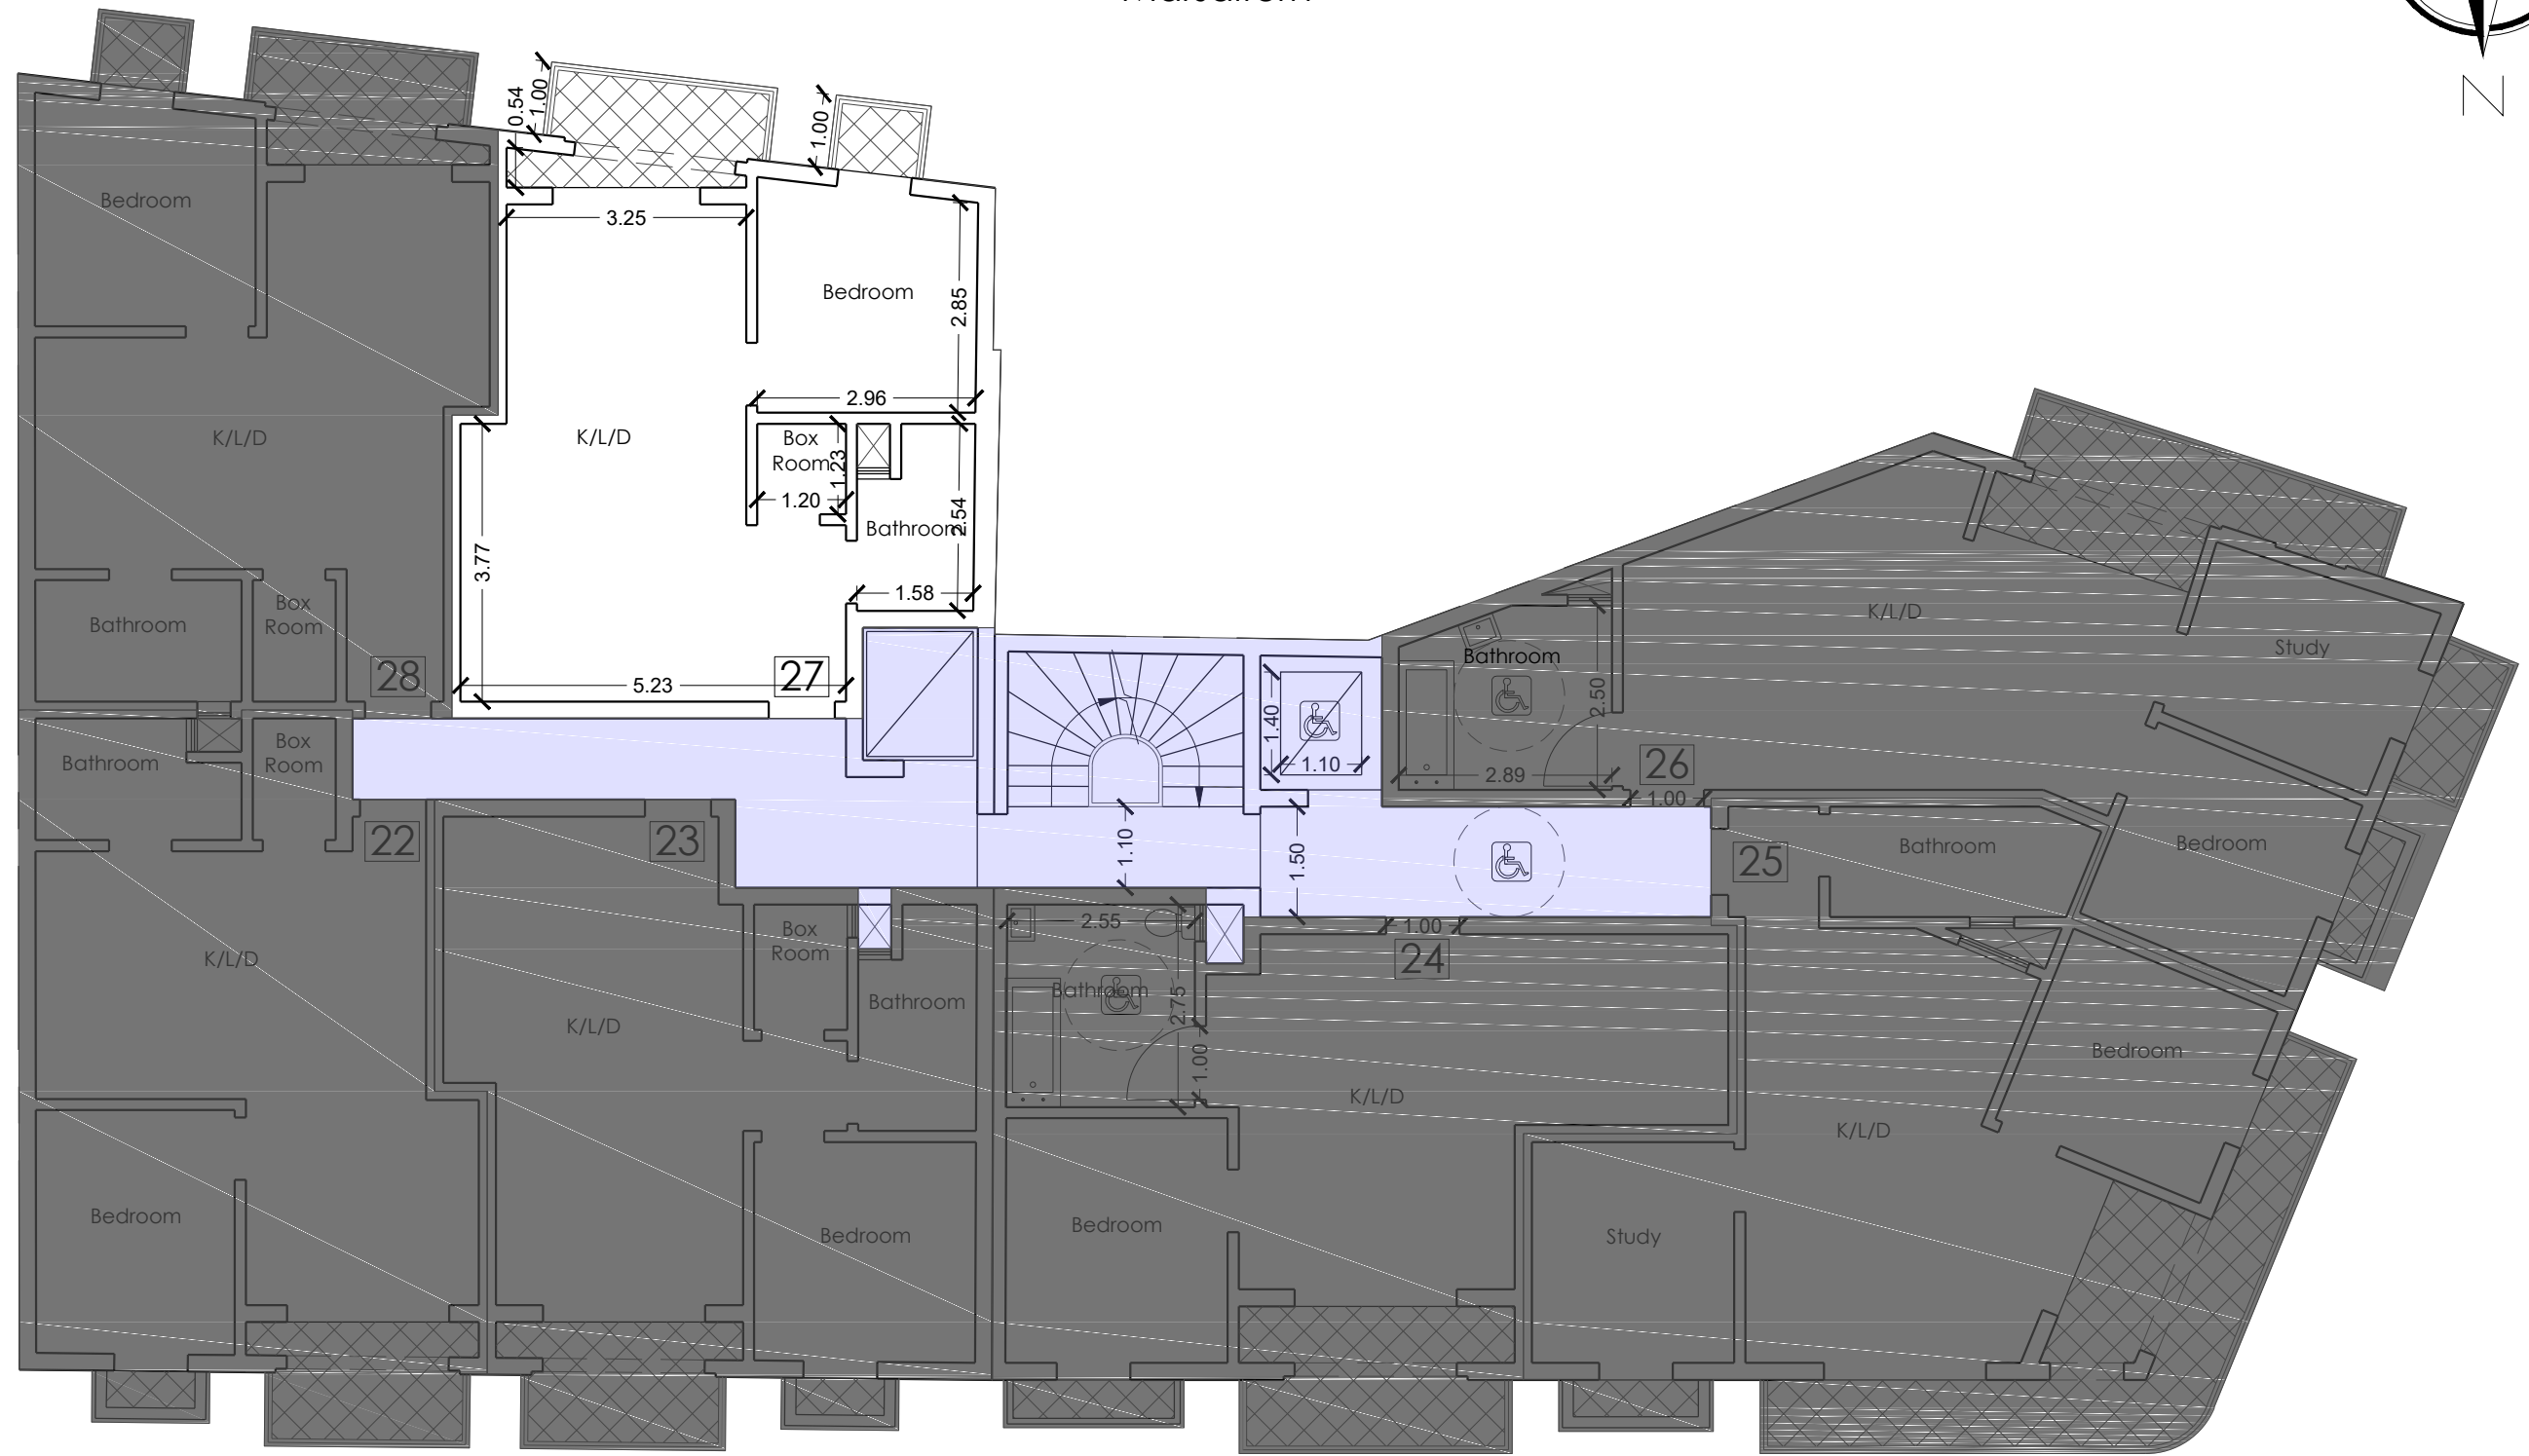 N
0.54
1.00
1.00
3.25
Bedroom
Bedroom
2.85
2.96
K/L/D
K/L/D
Box
Room
1.23
1.20
Bathroom
2.54
3.77
1.58
Box
Room
Bathroom
28
5.23
27
K/L/D
Study
Bathroom
2.50
1.40
1.10
2.89
26
1.00
Bathroom
Box
Room
22
23
1.10
1.50
25
Bathroom
Bedroom
K/L/D
Box
Room
2.55
1.00
24
Bathroom
Bathroom
2.75
K/L/D
1.00
K/L/D
Bedroom
K/L/D
Bedroom
Bedroom
Bedroom
Study